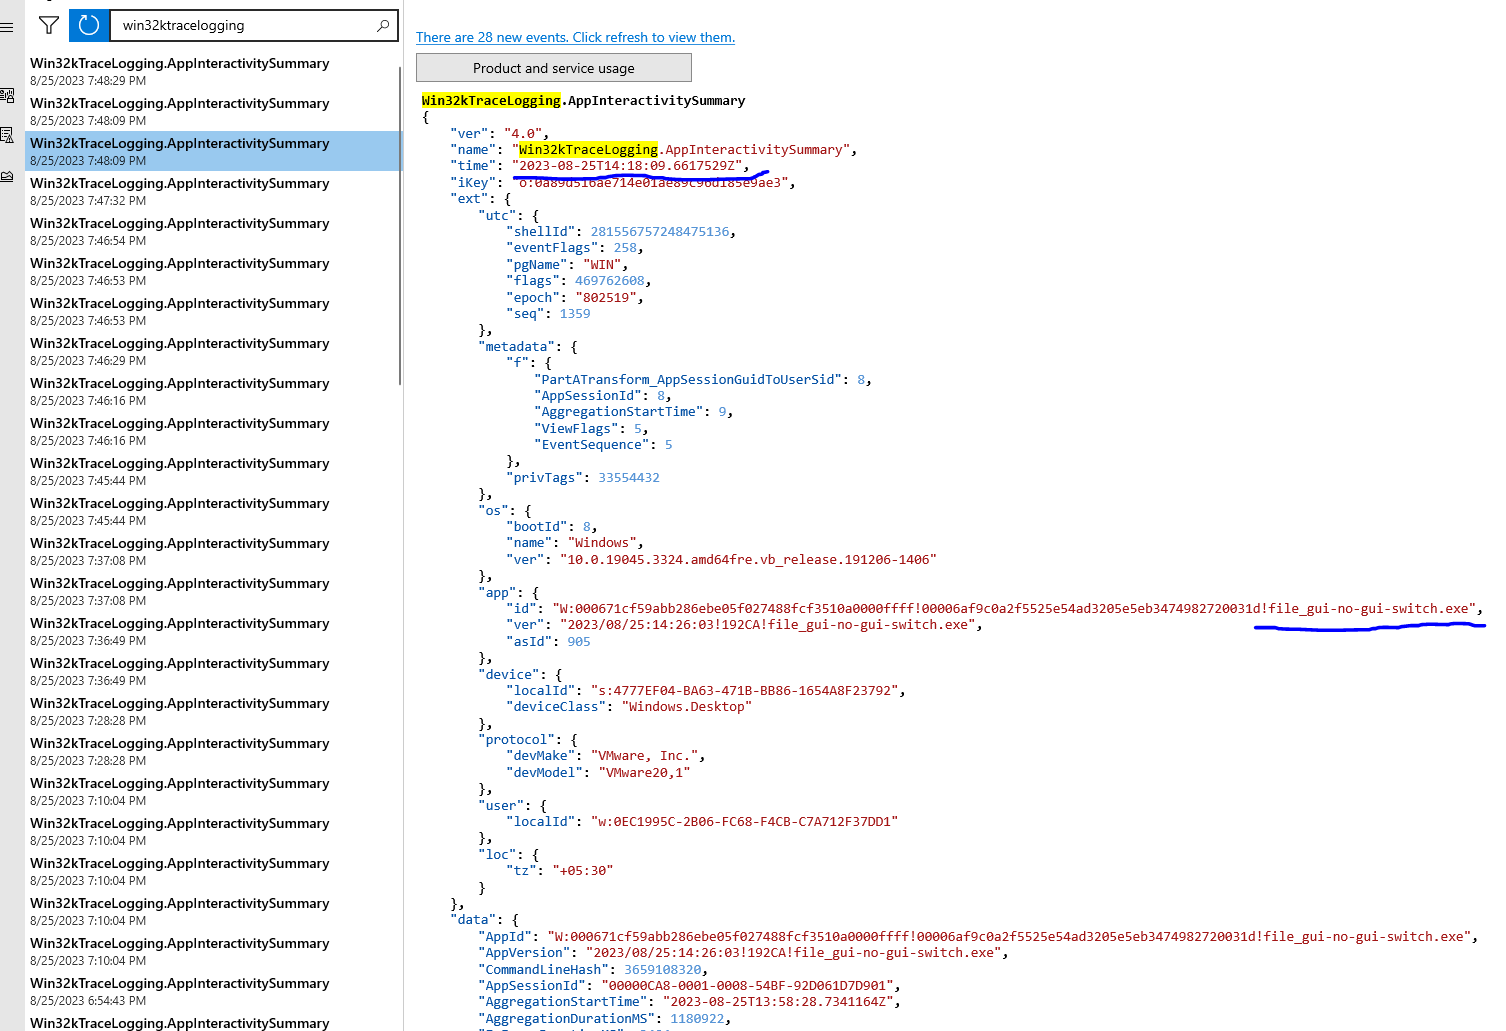 win32ktracelogging
Win32kTraceLogging.AppInteractivitySummary
8/25/2023 7:48:29 PM
Win32kTraceLogging.AppInteractivitySummary
8/25/2023 7:48:09 PM
Win32kTraceLogging.AppInteractivitySummary
8/25/2023 7:48:09 PM
Win32kTraceLogging.AppInteractivitySummary
8/25/2023 7:47:32 PM
Win32kTraceLogging.AppInteractivitySummary
8/25/2023 7:46:54 PM
Win32kTraceLogging.AppInteractivitySummary
8/25/2023 7:46:53 PM
Win32kTraceLogging.AppInteractivitySummary
8/25/2023 7:46:53 PM
Win32kTraceLogging.AppInteractivitySummary
8/25/2023 7:46:29 PM
Win32kTraceLogging.AppInteractivitySummary
8/25/2023 7:46:16 PM
Win32kTraceLogging.AppInteractivitySummary
8/25/2023 7:46:16 PM
Win32kTraceLogging.AppInteractivitySummary
8/25/2023 7:45:44 PM
Win32kTraceLogging.AppInteractivitySummary
8/25/2023 7:45:44 PM
Win32kTraceLogging.AppInteractivitySummary
8/25/2023 7:37:08 PM
Win32kTraceLogging.AppInteractivitySummary
8/25/2023 7:37:08 PM
Win32kTraceLogging.AppInteractivitySummary
8/25/2023 7:36:49 PM
Win32kTraceLogging.AppInteractivitySummary
8/25/2023 7:36:49 PM
Win32kTraceLogging.AppInteractivitySummary
8/25/2023 7:28:28 PM
Win32kTraceLogging.AppInteractivitySummary
8/25/2023 7:28:28 PM
Win32kTraceLogging.AppInteractivitySummary
8/25/2023 7:10:04 PM
Win32kTraceLogging.AppInteractivitySummary
8/25/2023 7:10:04 PM
Win32kTraceLogging.AppInteractivitySummary
8/25/2023 7:10:04 PM
Win32kTraceLogging.AppInteractivitySummary
8/25/2023 7:10:04 PM
Win32kTraceLogging.AppInteractivitySummary
8/25/2023 7:10:04 PM
Win32kTraceLogging.AppInteractivitySummary
8/25/2023 6:54:43 PM
Win32kTraceLogging.AppInteractivitySummary
There are 28 new events. Click refresh to view them.
Product and service usage
Win32kTraceLogging.AppInteractivitySummary
{
"ver": "4.0",
"name": "Win32kTraceLogging.AppInteractivitySummary",
"time": "2023-08-25T14:18:09.6617529Z",
"iKey": "o:0a89d516ae714e01ae89c96d185e9ae3",
"ext": {
"utc": {
"shellId": 281556757248475136,
"eventFlags": 258,
"pgName": "WIN",
"flags": 469762608,
"epoch": "802519",
"seq": 1359
},
"metadata": {
"f": {
"PartATransform_AppSessionGuidToUserSid": 8,
"AppSessionId": 8,
"AggregationStartTime": 9,
"ViewFlags": 5,
"EventSequence": 5
},
"privTags": 33554432
},
"os": {
"bootId": 8,
"name": "Windows",
"ver": "10.0.19045.3324.amd64fre.vb_release.191206-1406"
},
"app": {
"id": "W:000671cf59abb286ebe05f027488fcf3510a0000ffff!00006af9c0a2f5525e54ad3205e5eb3474982720031d!file_gui-no-gui-switch.exe",
"ver": "2023/08/25:14:26:03!192CA!file_gui-no-gui-switch.exe",
"asId": 905
},
"device": {
"localId": "s:4777EF04-BA63-471B-BB86-1654A8F23792",
"deviceClass": "Windows.Desktop"
},
"protocol": {
"devMake": "VMware, Inc.",
"devModel": "VMware20,1"
},
"user": {
"localId": "w:0EC1995C-2B06-FC68-F4CB-C7A712F37DD1"
},
"loc": {
"tz": "+05:30"
}
},
"data": {
"AppId": "W:000671cf59abb286ebe05f027488fcf3510a0000ffff!00006af9c0a2f5525e54ad3205e5eb3474982720031d!file_gui-no-gui-switch.exe",
"AppVersion": "2023/08/25:14:26:03!192CA!file_gui-no-gui-switch.exe",
"CommandLineHash": 3659108320,
"AppSessionId": "00000CA8-0001-0008-54BF-92D061D7D901",
"AggregationStartTime": "2023-08-25T13:58:28.7341164Z",
"AggregationDurationMS": 1180922,